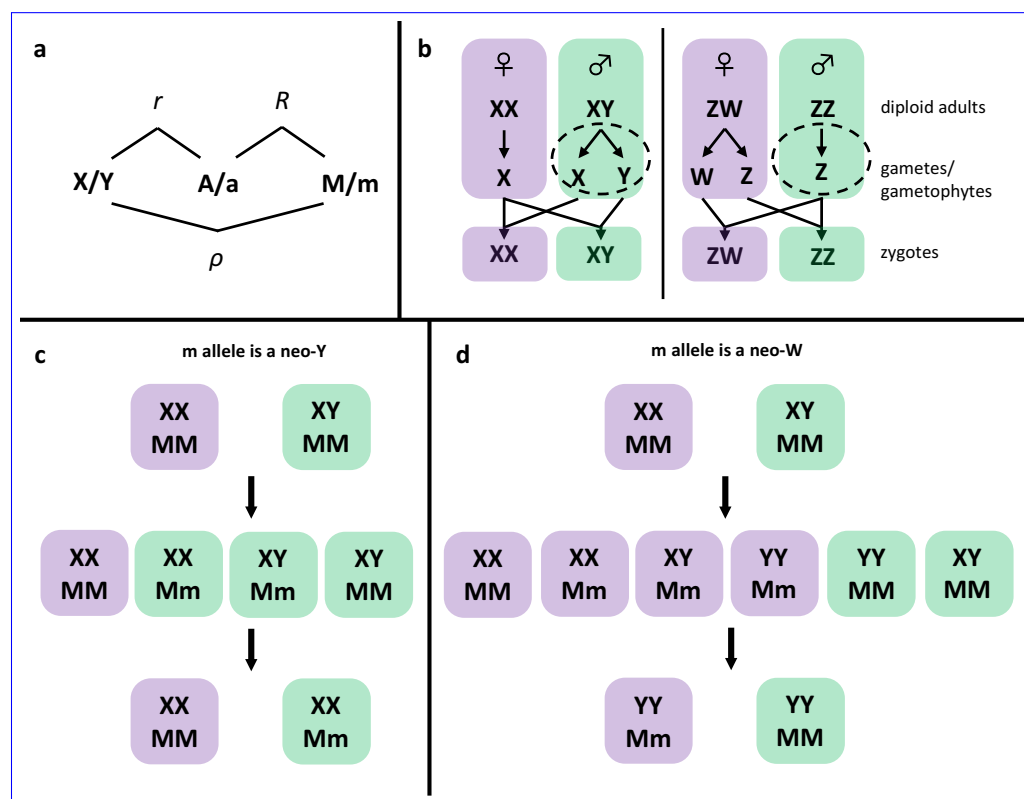 a
r R
X/Y A/a M/m
ρ
b
♀ ♂ ♀ ♂
XX XY ZW ZZ diploid adults
X X Y W Z Z gametes/
gametophytes
XX XY ZW ZZ zygotes
c m allele is a neo-Y
XX XY
MM MM
XX XX XY XY
MM Mm Mm MM
XX XX
MM Mm
d m allele is a neo-W
XX XY
MM MM
XX XX XY YY YY XY
MM Mm Mm Mm MM MM
YY YY
Mm MM